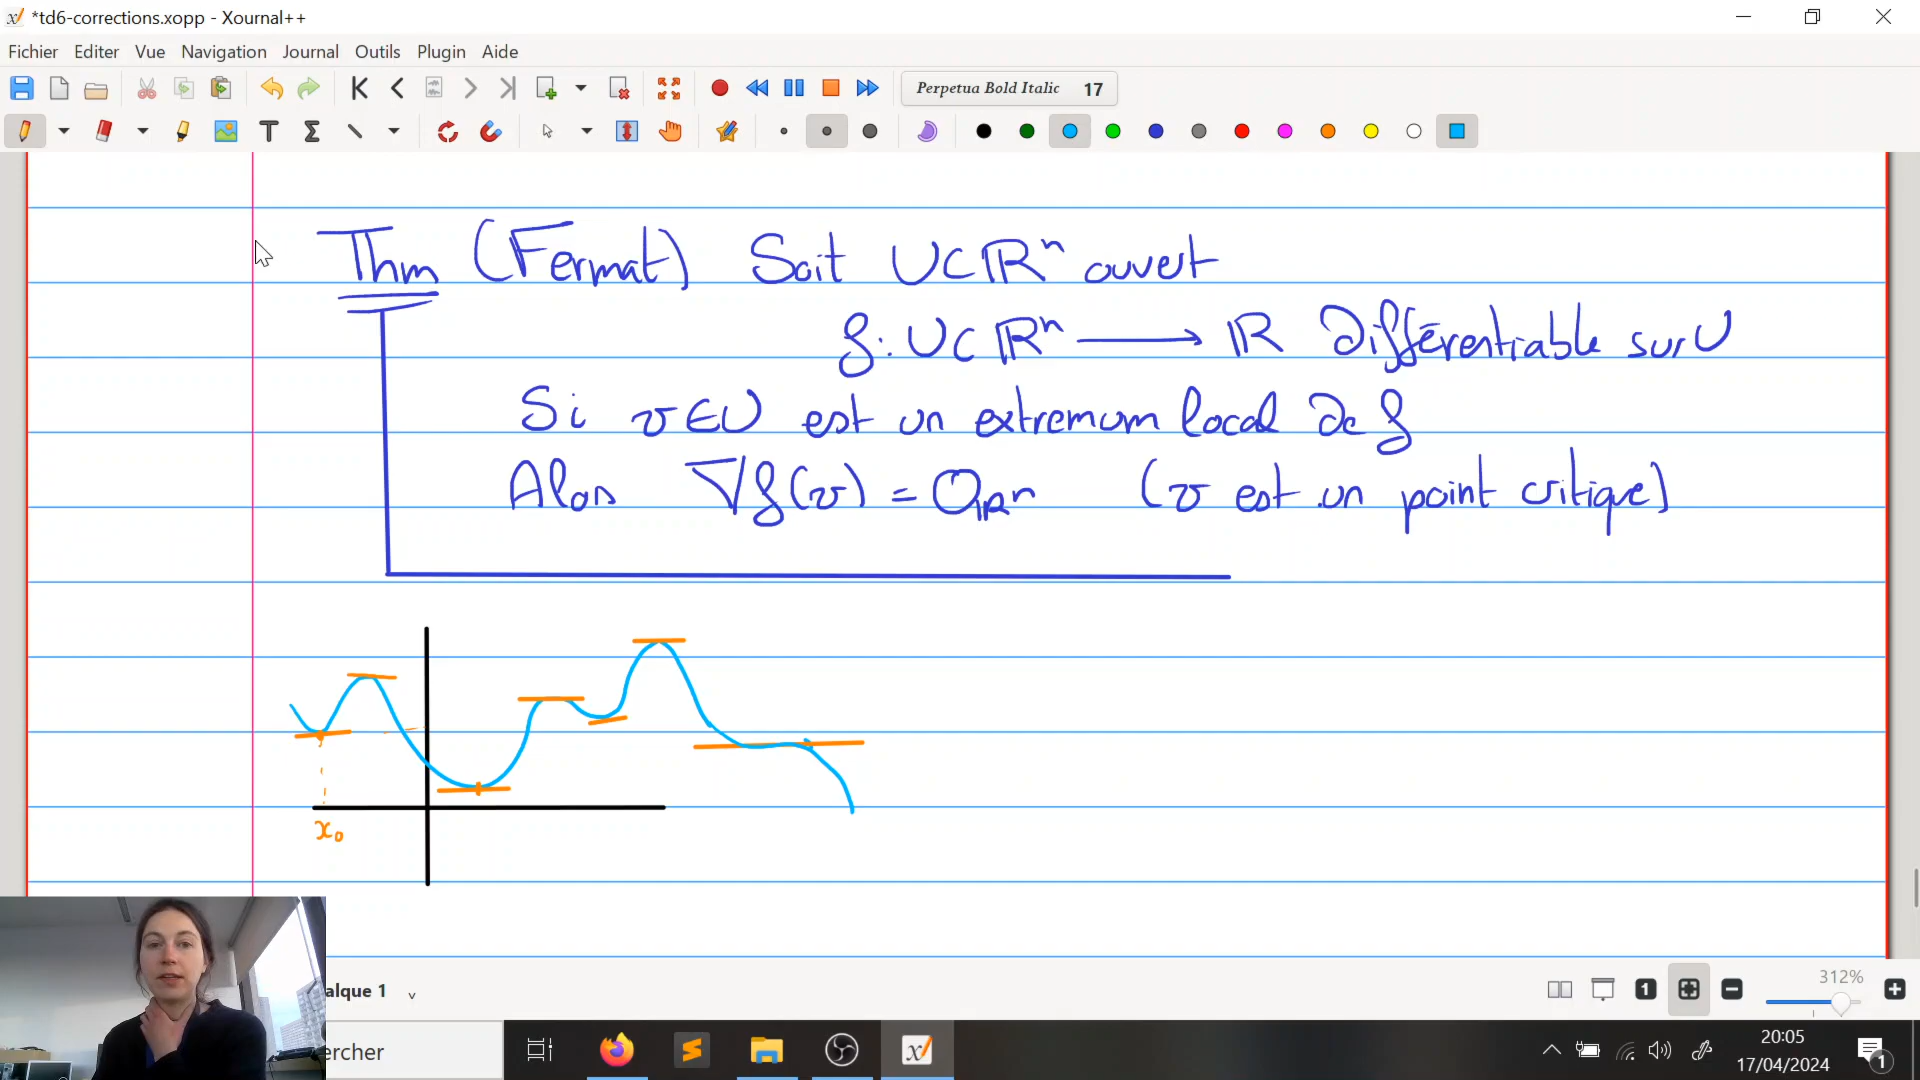 *td6-corrections.xopp - Xournal++
Fichier Editer Vue Navigation Journal Outils Plugin Aide
Perpetua Bold Italic 17
Thm (Fermat) Soit U⊂ℝⁿ ouvert
f: U⊂ℝⁿ ⟶ ℝ différentiable sur U
Si v∈U est un extremum local de f
Alors ∇f(v) = 0ℝⁿ (v est un point critique)
x₀
alque 1
312%
ercher
20:05
17/04/2024
1